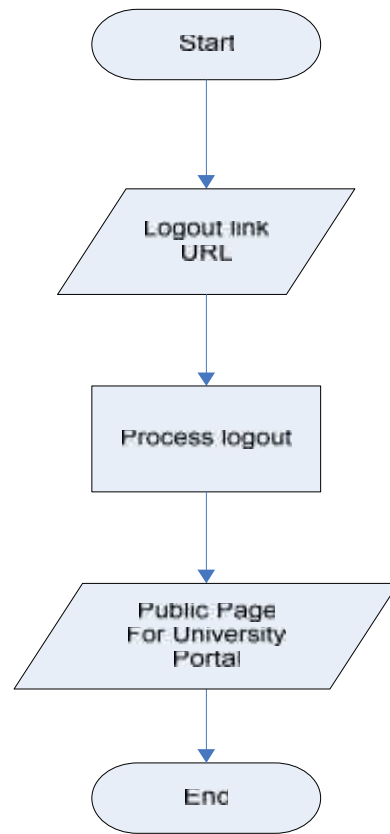 Start
Logout link
URL
Process logout
Public Page
For University
Portal
End